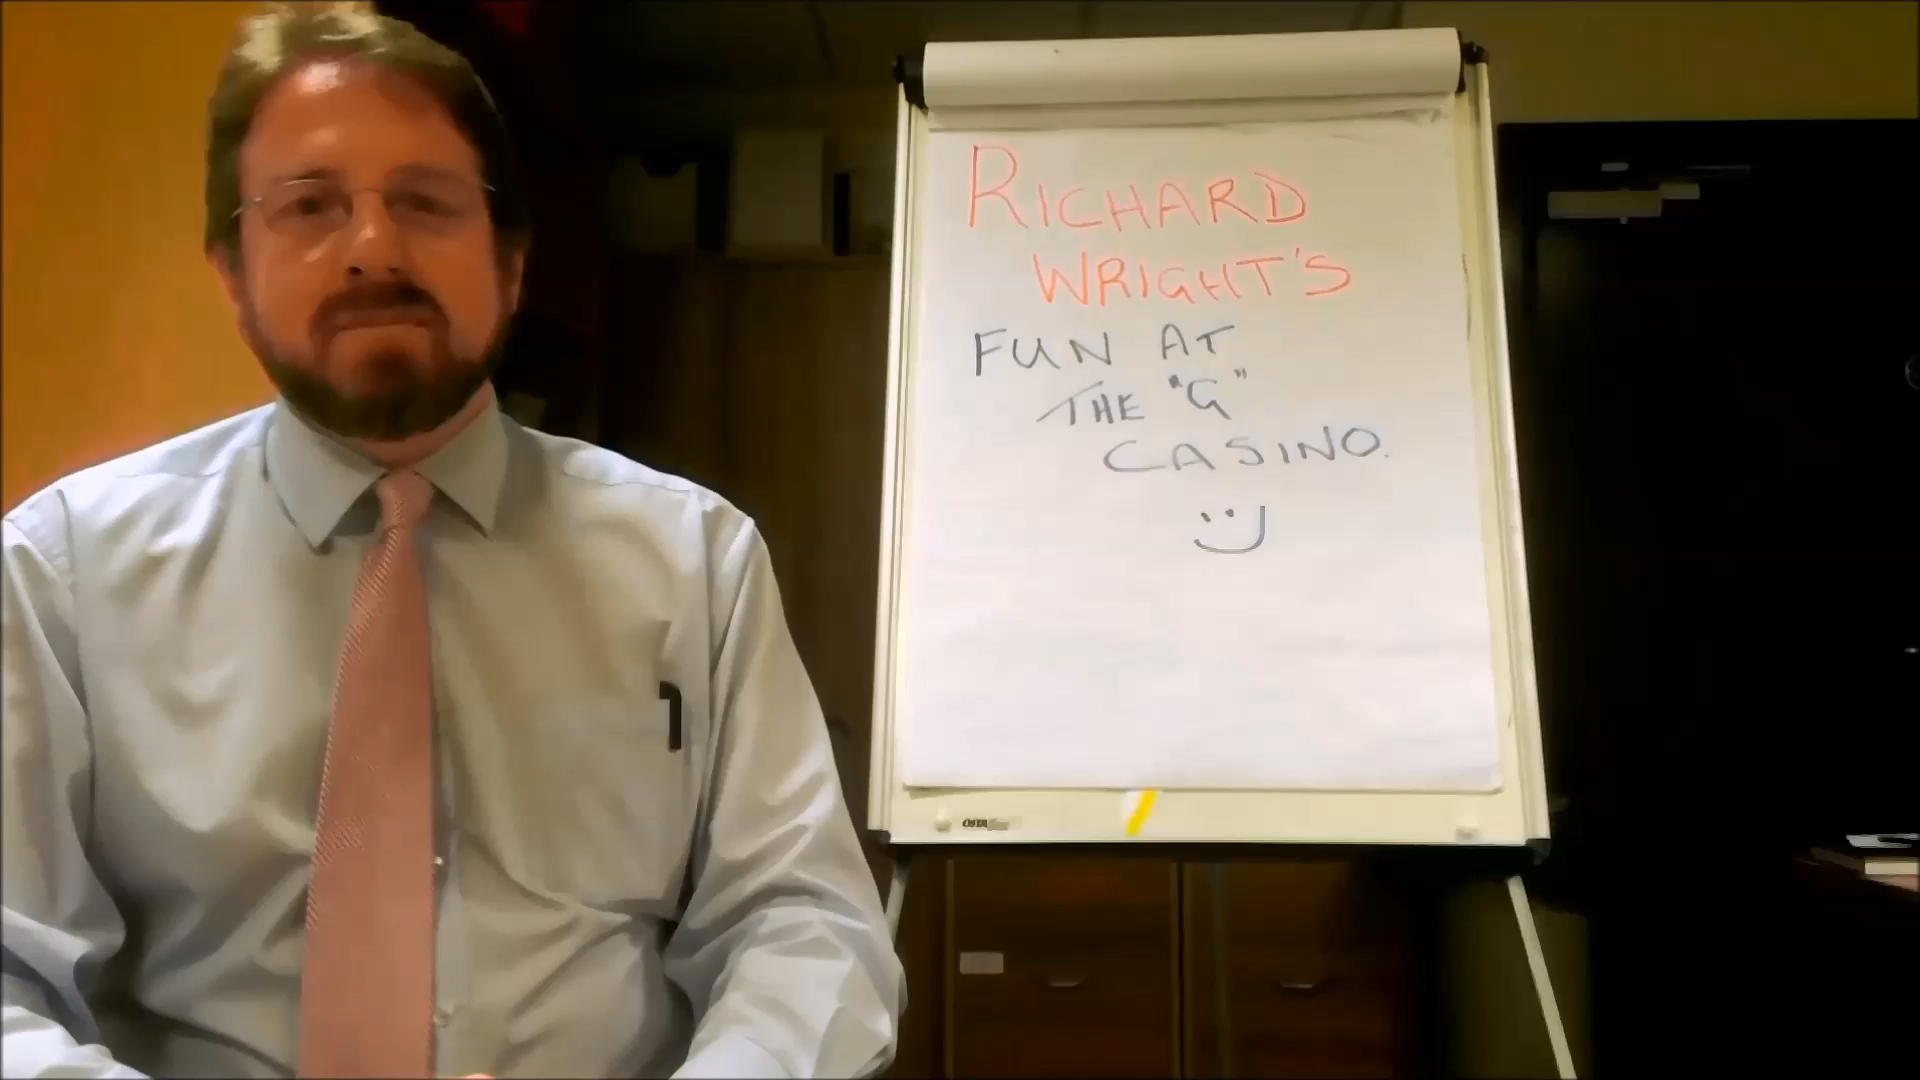 RICHARD
WRIGHT'S
FUN AT
THE "G"
CASINO.